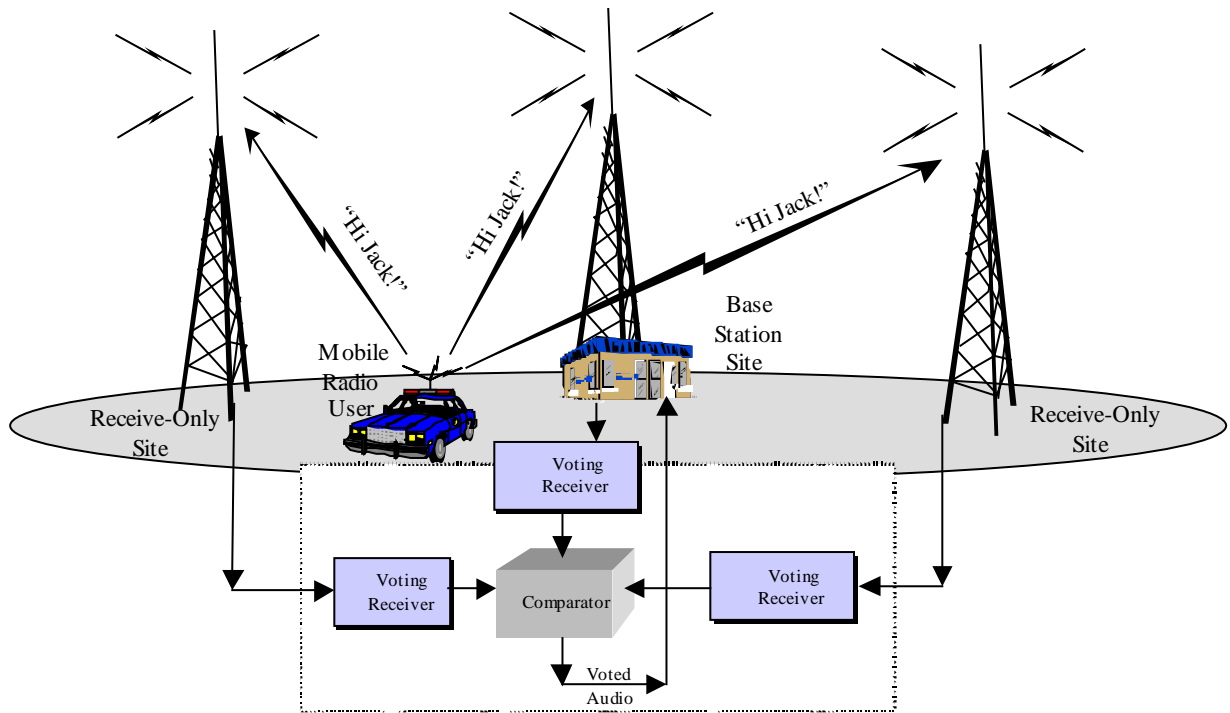 “Hi Jack!”
“Hi Jack!”
“Hi Jack!”
Base
Station
Site
Mobile
Radio
User
Receive-Only
Site
Receive-Only
Site
Voting
Receiver
Voting
Receiver
Comparator
Voting
Receiver
Voted
Audio